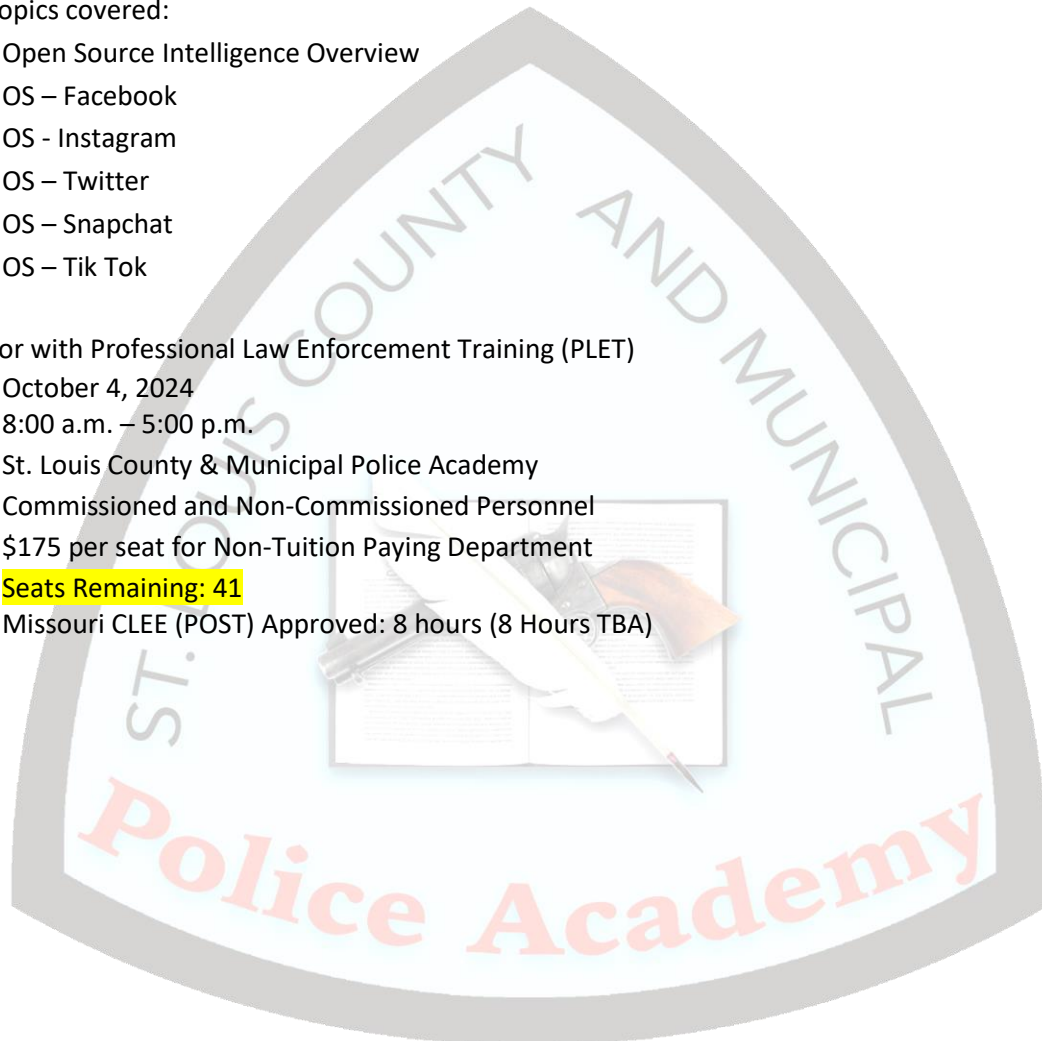 opics covered:
Open Source Intelligence Overview
OS – Facebook
OS - Instagram
OS – Twitter
OS – Snapchat
OS – Tik Tok
or with Professional Law Enforcement Training (PLET)
October 4, 2024
8:00 a.m. – 5:00 p.m.
St. Louis County & Municipal Police Academy
Commissioned and Non-Commissioned Personnel
$175 per seat for Non-Tuition Paying Department
Seats Remaining: 41
Missouri CLEE (POST) Approved: 8 hours (8 Hours TBA)
ST. LOUIS COUNTY AND MUNICIPAL
Police Academy